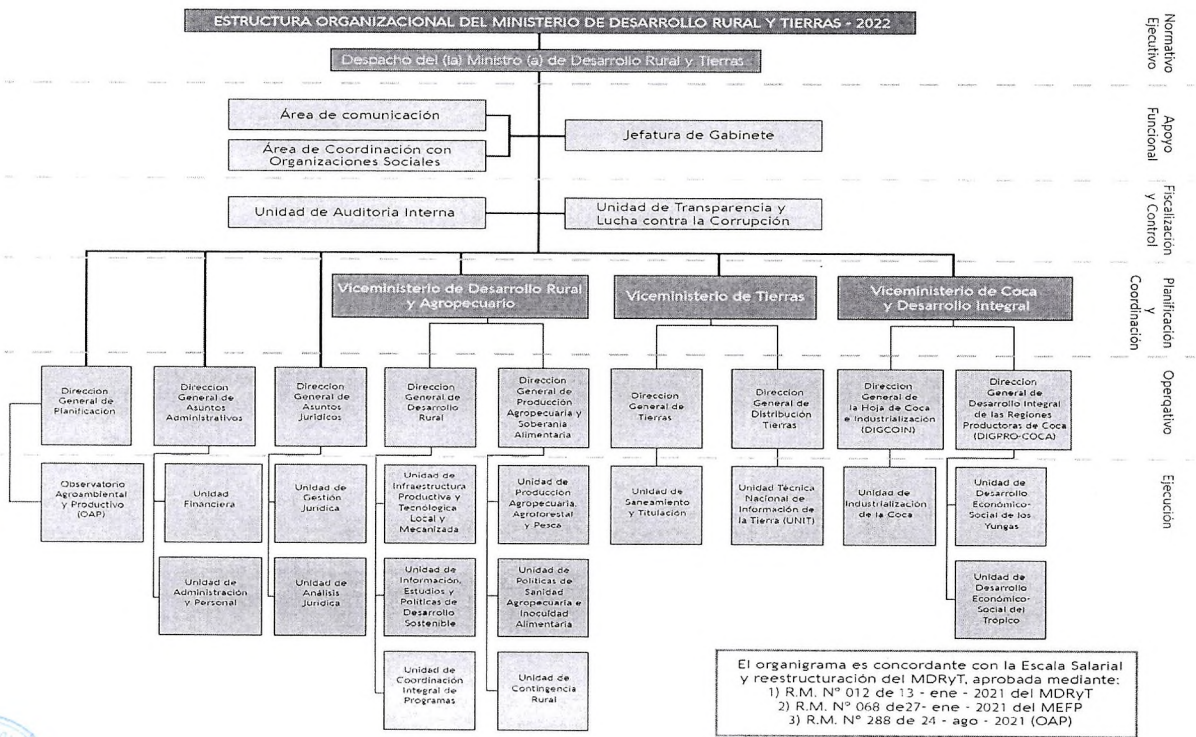 ESTRUCTURA ORGANIZACIONAL DEL MINISTERIO DE DESARROLLO RURAL Y TIERRAS - 2022
Despacho del (la) Ministro (a) de Desarrollo Rural y Tierras
Normativo
Ejecutivo
Área de comunicación
Área de Coordinación con
Organizaciones Sociales
Jefatura de Gabinete
Apoyo
Funcional
Unidad de Auditoria Interna
Unidad de Transparencia y
Lucha contra la Corrupción
Fiscalización
y Control
Viceministerio de Desarrollo Rural
y Agropecuario
Viceministerio de Tierras
Viceministerio de Coca
y Desarrollo Integral
Planificación
y
Coordinación
Direccion
General de
Planificación
Direccion
General de
Asuntos
Administrativos
Direccion
General de
Asuntos
Jurídicos
Direccion
General de
Desarrollo
Rural
Direccion
General de
Producción
Agropecuaria y
Soberania
Alimentaria
Direccion
General de
Tierras
Direccion
General de
Distribución
Tierras
Direccion
General de
la Hoja de Coca
e Industrialización
(DIGCOIN)
Direccion
General de
Desarrollo Integral
de las Regiones
Productoras de Coca
(DIGPRO-COCA)
Operqativo
Observatorio
Agroambiental
y Productivo
(OAP)
Unidad
Financiera
Unidad de
Gestión
Jurídica
Unidad de
Infraestructura
Productiva y
Tecnológica
Local y
Mecanizada
Unidad de
Producción
Agropecuaria,
Agroforestal
y Pesca
Unidad de
Saneamiento
y Titulación
Unidad Técnica
Nacional de
Información de
la Tierra (UNIT)
Unidad de
Industrialización
de la Coca
Unidad de
Desarrollo
Económico-
Social de los
Yungas
Ejecución
Unidad de
Administración
y Personal
Unidad de
Análisis
Jurídica
Unidad de
Información,
Estudios y
Políticas de
Desarrollo
Sostenible
Unidad de
Políticas de
Sanidad
Agropecuaria e
Inocuidad
Alimentaria
Unidad de
Desarrollo
Económico-
Social del
Trópico
Unidad de
Coordinación
Integral de
Programas
Unidad de
Contingencia
Rural
El organigrama es concordante con la Escala Salarial
y reestructuración del MDRyT, aprobada mediante:
1) R.M. N° 012 de 13 - ene - 2021 del MDRyT
2) R.M. N° 068 de27- ene - 2021 del MEFP
3) R.M. N° 288 de 24 - ago - 2021 (OAP)